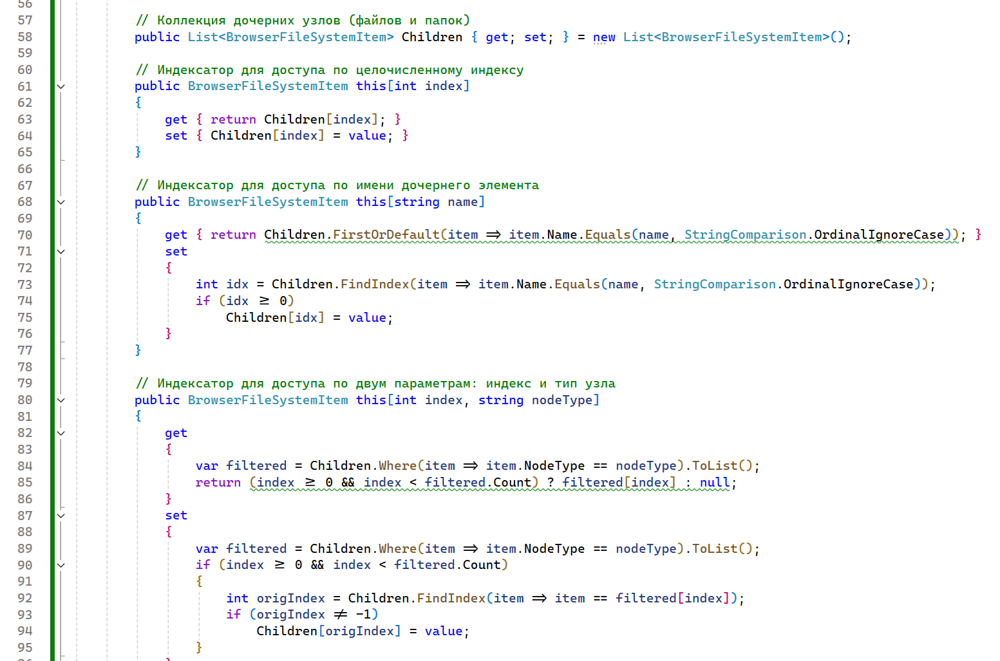 56
57 // Коллекция дочерних узлов (файлов и папок)
58 public List<BrowserFileSystemItem> Children { get; set; } = new List<BrowserFileSystemItem>();
59
60 // Индексатор для доступа по целочисленному индексу
61 public BrowserFileSystemItem this[int index]
62 {
63 get { return Children[index]; }
64 set { Children[index] = value; }
65 }
66
67 // Индексатор для доступа по имени дочернего элемента
68 public BrowserFileSystemItem this[string name]
69 {
70 get { return Children.FirstOrDefault(item => item.Name.Equals(name, StringComparison.OrdinalIgnoreCase)); }
71 set
72 {
73 int idx = Children.FindIndex(item => item.Name.Equals(name, StringComparison.OrdinalIgnoreCase));
74 if (idx ≥ 0)
75 Children[idx] = value;
76 }
77 }
78
79 // Индексатор для доступа по двум параметрам: индекс и тип узла
80 public BrowserFileSystemItem this[int index, string nodeType]
81 {
82 get
83 {
84 var filtered = Children.Where(item => item.NodeType == nodeType).ToList();
85 return (index ≥ 0 && index < filtered.Count) ? filtered[index] : null;
86 }
87 set
88 {
89 var filtered = Children.Where(item => item.NodeType == nodeType).ToList();
90 if (index ≥ 0 && index < filtered.Count)
91 {
92 int origIndex = Children.FindIndex(item => item == filtered[index]);
93 if (origIndex ≠ -1)
94 Children[origIndex] = value;
95 }
96 }